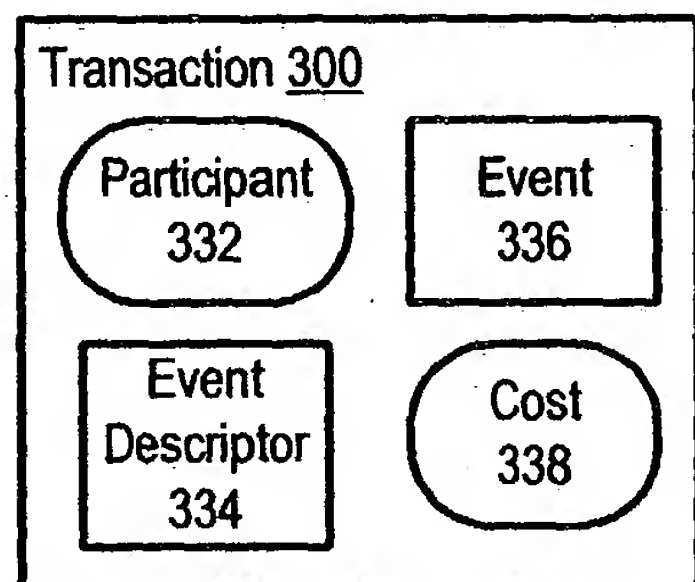 Transaction 300
Participant
332
Event
336
Event
Descriptor
334
Cost
338